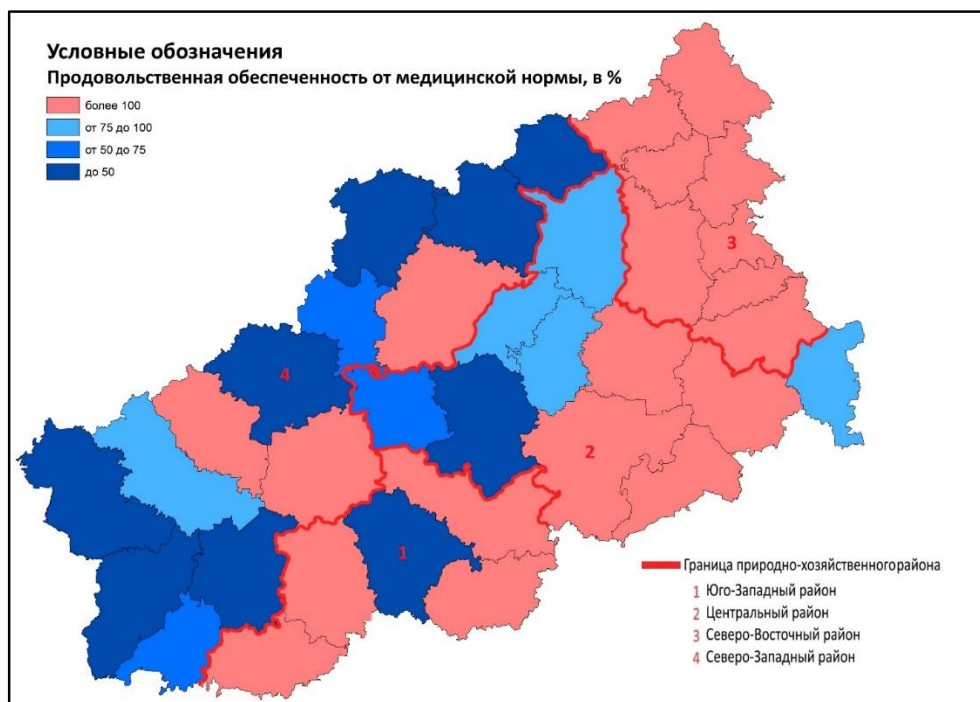 Условные обозначения
Продовольственная обеспеченность от медицинской нормы, в %
более 100
от 75 до 100
от 50 до 75
до 50
3
4
2
1
Граница природно-хозяйственногорайона
1 Юго-Западный район
2 Центральный район
3 Северо-Восточный район
4 Северо-Западный район